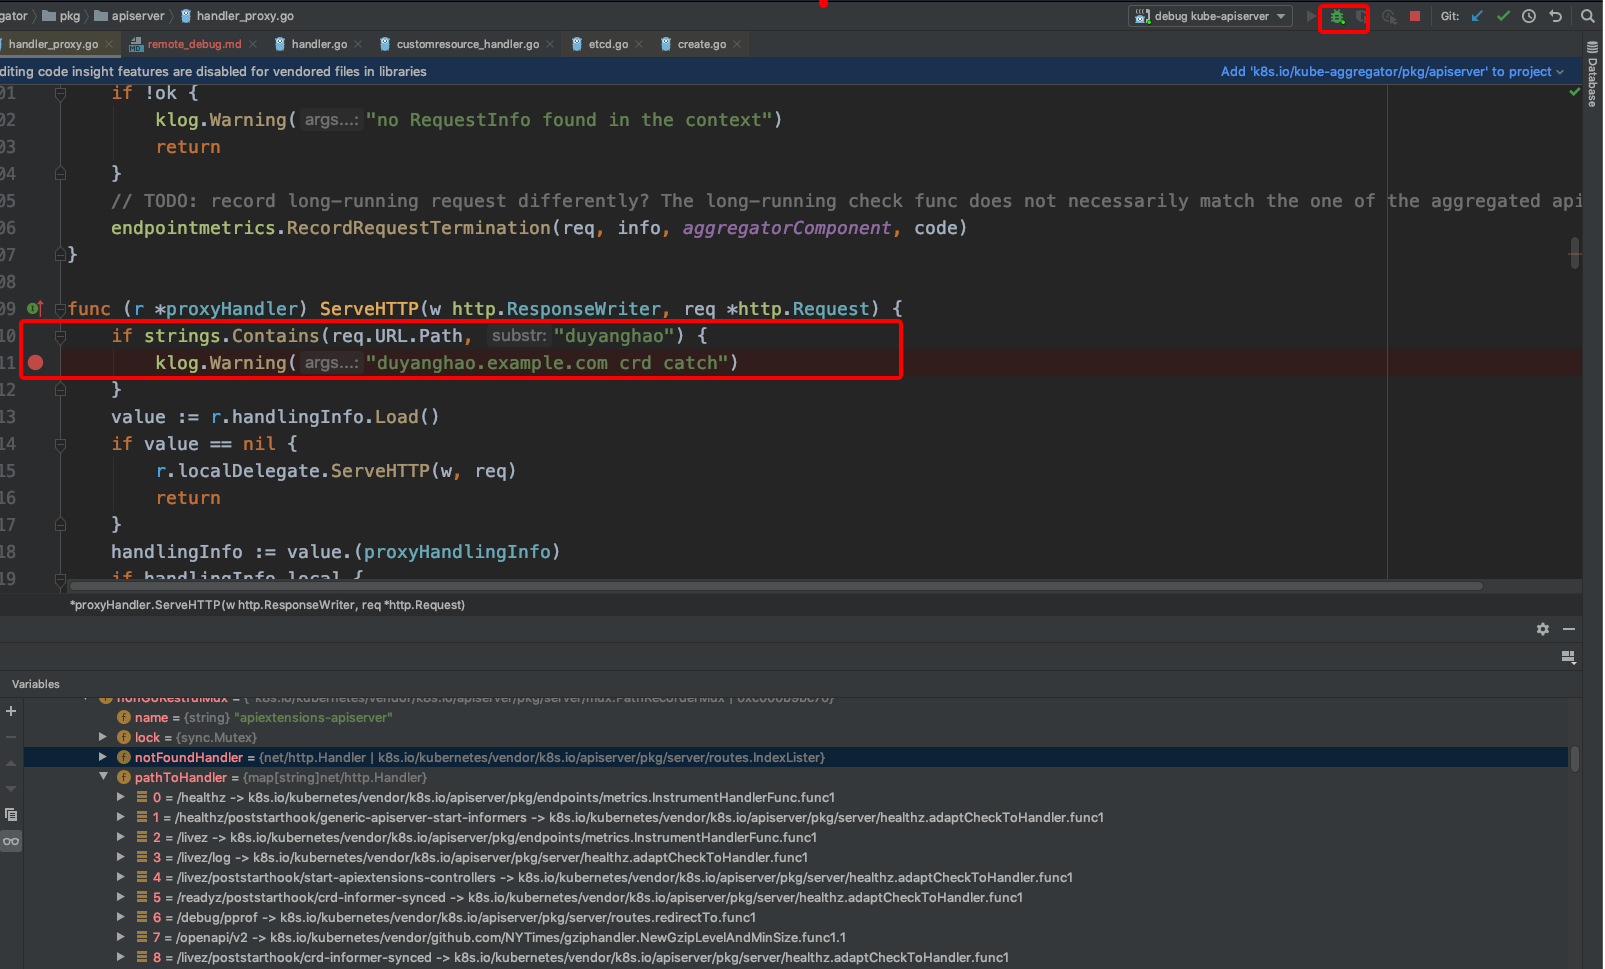 gator › pkg › apiserver › handler_proxy.go
debug kube-apiserver
Git:
handler_proxy.go
remote_debug.md
handler.go
customresource_handler.go
etcd.go
create.go
diting code insight features are disabled for vendored files in libraries
Add 'k8s.io/kube-aggregator/pkg/apiserver' to project
Database
01 if !ok {
02 klog.Warning( args...: "no RequestInfo found in the context")
03 return
04 }
05 // TODO: record long-running request differently? The long-running check func does not necessarily match the one of the aggregated api
06 endpointmetrics.RecordRequestTermination(req, info, aggregatorComponent, code)
07 }
08
09 func (r *proxyHandler) ServeHTTP(w http.ResponseWriter, req *http.Request) {
10 if strings.Contains(req.URL.Path, substr: "duyanghao") {
11 klog.Warning( args...: "duyanghao.example.com crd catch")
12 }
13 value := r.handlingInfo.Load()
14 if value == nil {
15 r.localDelegate.ServeHTTP(w, req)
16 return
17 }
18 handlingInfo := value.(proxyHandlingInfo)
19 if handlingInfo.local {
*proxyHandler.ServeHTTP(w http.ResponseWriter, req *http.Request)
Variables
nonGoRestfulMux = { k8s.io/kubernetes/vendor/k8s.io/apiserver/pkg/server/mux.PathRecorderMux |
name = {string} "apiextensions-apiserver"
lock = {sync.Mutex}
notFoundHandler = {net/http.Handler | k8s.io/kubernetes/vendor/k8s.io/apiserver/pkg/server/routes.IndexLister}
pathToHandler = {map[string]net/http.Handler}
0 = /healthz -> k8s.io/kubernetes/vendor/k8s.io/apiserver/pkg/endpoints/metrics.InstrumentHandlerFunc.func1
1 = /healthz/poststarthook/generic-apiserver-start-informers -> k8s.io/kubernetes/vendor/k8s.io/apiserver/pkg/server/healthz.adaptCheckToHandler.func1
2 = /livez -> k8s.io/kubernetes/vendor/k8s.io/apiserver/pkg/endpoints/metrics.InstrumentHandlerFunc.func1
3 = /livez/log -> k8s.io/kubernetes/vendor/k8s.io/apiserver/pkg/server/healthz.adaptCheckToHandler.func1
4 = /livez/poststarthook/start-apiextensions-controllers -> k8s.io/kubernetes/vendor/k8s.io/apiserver/pkg/server/healthz.adaptCheckToHandler.func1
5 = /readyz/poststarthook/crd-informer-synced -> k8s.io/kubernetes/vendor/k8s.io/apiserver/pkg/server/healthz.adaptCheckToHandler.func1
6 = /debug/pprof -> k8s.io/kubernetes/vendor/k8s.io/apiserver/pkg/server/routes.redirectTo.func1
7 = /openapi/v2 -> k8s.io/kubernetes/vendor/github.com/NYTimes/gziphandler.NewGzipLevelAndMinSize.func1.1
8 = /livez/poststarthook/crd-informer-synced -> k8s.io/kubernetes/vendor/k8s.io/apiserver/pkg/server/healthz.adaptCheckToHandler.func1